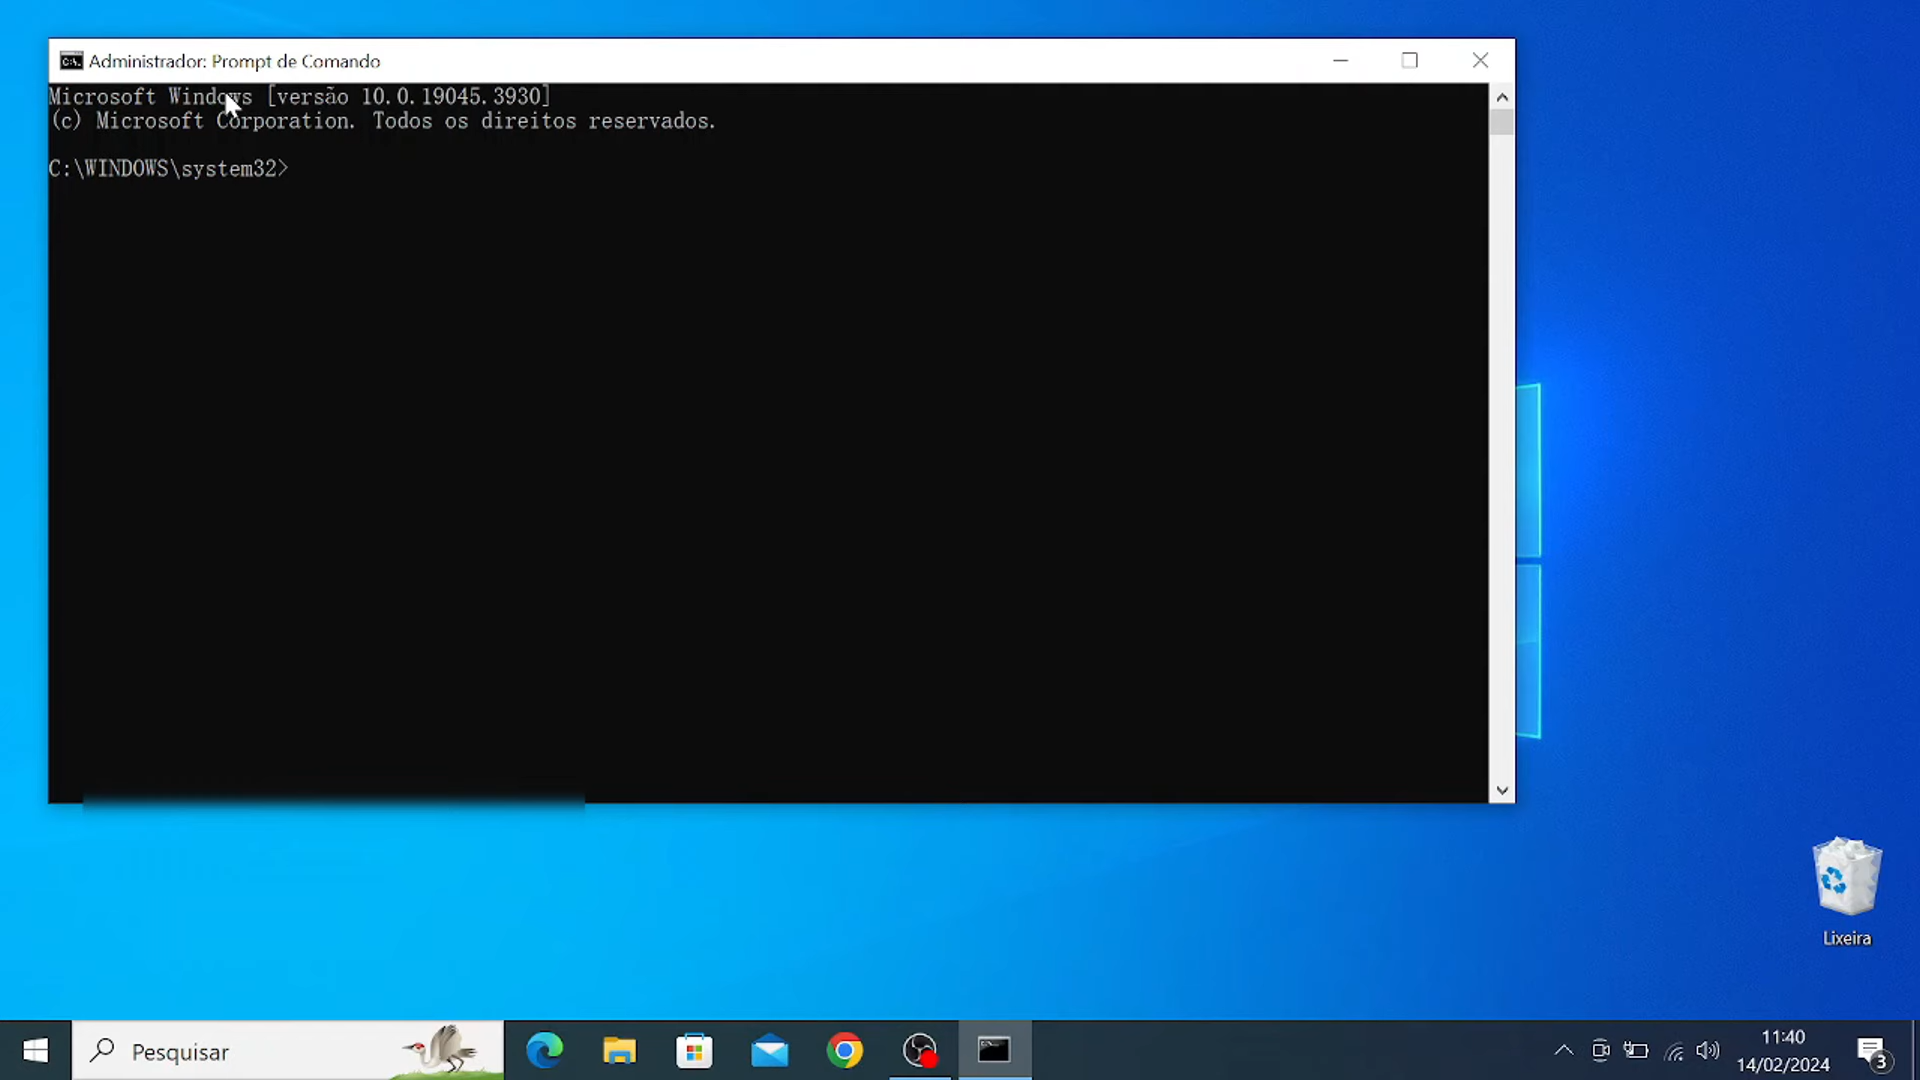 Administrador: Prompt de Comando
Microsoft Windows [versão 10.0.19045.3930]
(c) Microsoft Corporation. Todos os direitos reservados.
C:\WINDOWS\system32>
Lixeira
Pesquisar
11:40
14/02/2024
3